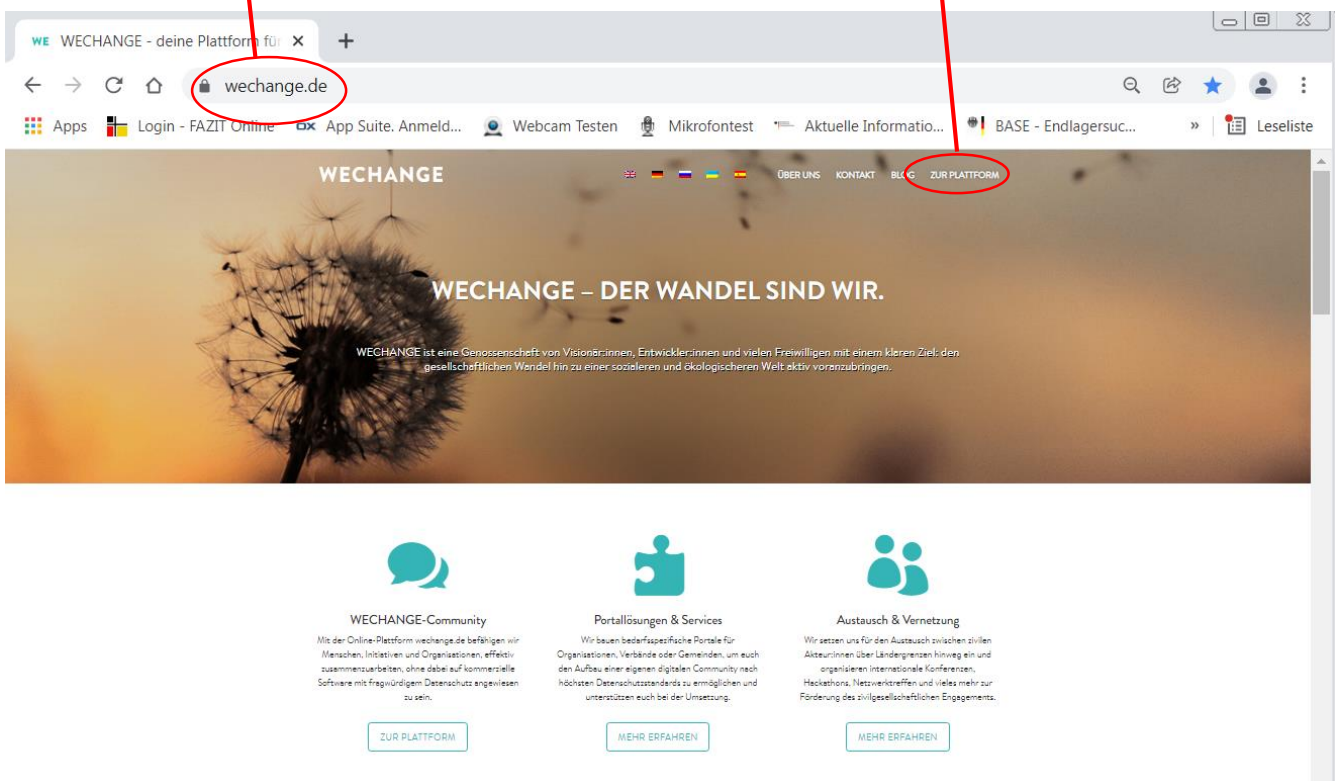 WE WECHANGE - deine Plattform für
wechange.de
Apps
Login - FAZIT Online
App Suite. Anmeld...
Webcam Testen
Mikrofontest
Aktuelle Informatio...
BASE - Endlagersuc...
»
Leseliste
WECHANGE
ÜBER UNS KONTAKT BLOG ZUR PLATTFORM
WECHANGE – DER WANDEL SIND WIR.
WECHANGE ist eine Genossenschaft von Visionär:innen, Entwickler:innen und vielen Freiwilligen mit einem klaren Ziel: den
gesellschaftlichen Wandel hin zu einer sozialeren und ökologischeren Welt aktiv voranzubringen.
WECHANGE-Community
Mit der Online-Plattform wechange.de befähigen wir
Menschen, Initiativen und Organisationen, effektiv
zusammenzuarbeiten, ohne dabei auf kommerzielle
Software mit fragwürdigem Datenschutz angewiesen
zu sein.
ZUR PLATTFORM
Portallösungen & Services
Wir bauen bedarfsspezifische Portale für
Organisationen, Verbände oder Gemeinden, um euch
den Aufbau einer eigenen digitalen Community nach
höchsten Datenschutzstandards zu ermöglichen und
unterstützen euch bei der Umsetzung.
MEHR ERFAHREN
Austausch & Vernetzung
Wir setzen uns für den Austausch zwischen zivilen
Akteur:innen über Ländergrenzen hinweg ein und
organisieren internationale Konferenzen,
Hackathons, Netzwerktreffen und vieles mehr zur
Förderung des zivilgesellschaftlichen Engagements.
MEHR ERFAHREN